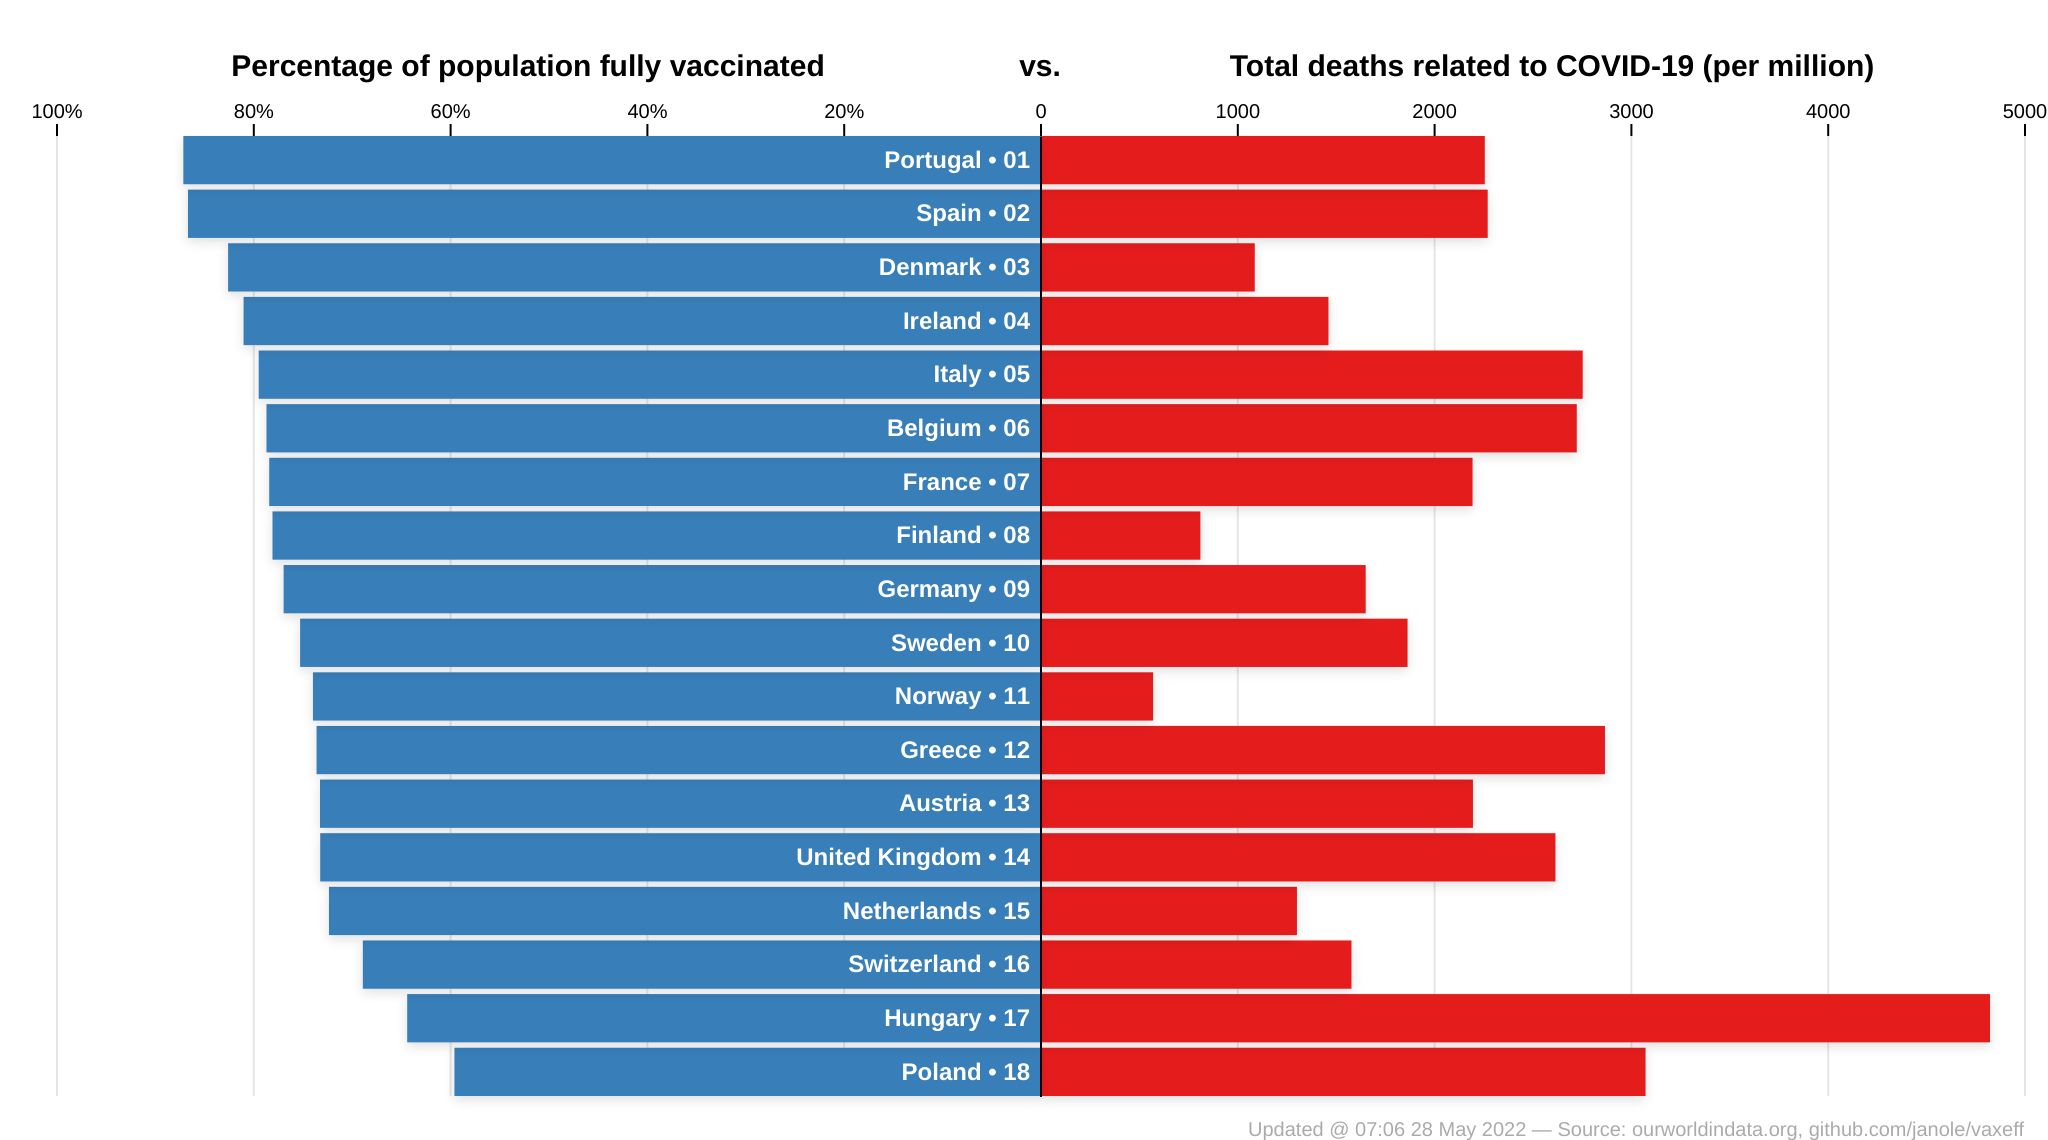 Percentage of population fully vaccinated vs. Total deaths related to COVID-19 (per million)
100% 80% 60% 40% 20% 0 1000 2000 3000 4000 5000
Portugal • 01
Spain • 02
Denmark • 03
Ireland • 04
Italy • 05
Belgium • 06
France • 07
Finland • 08
Germany • 09
Sweden • 10
Norway • 11
Greece • 12
Austria • 13
United Kingdom • 14
Netherlands • 15
Switzerland • 16
Hungary • 17
Poland • 18
Updated @ 07:06 28 May 2022 — Source: ourworldindata.org, github.com/janole/vaxeff